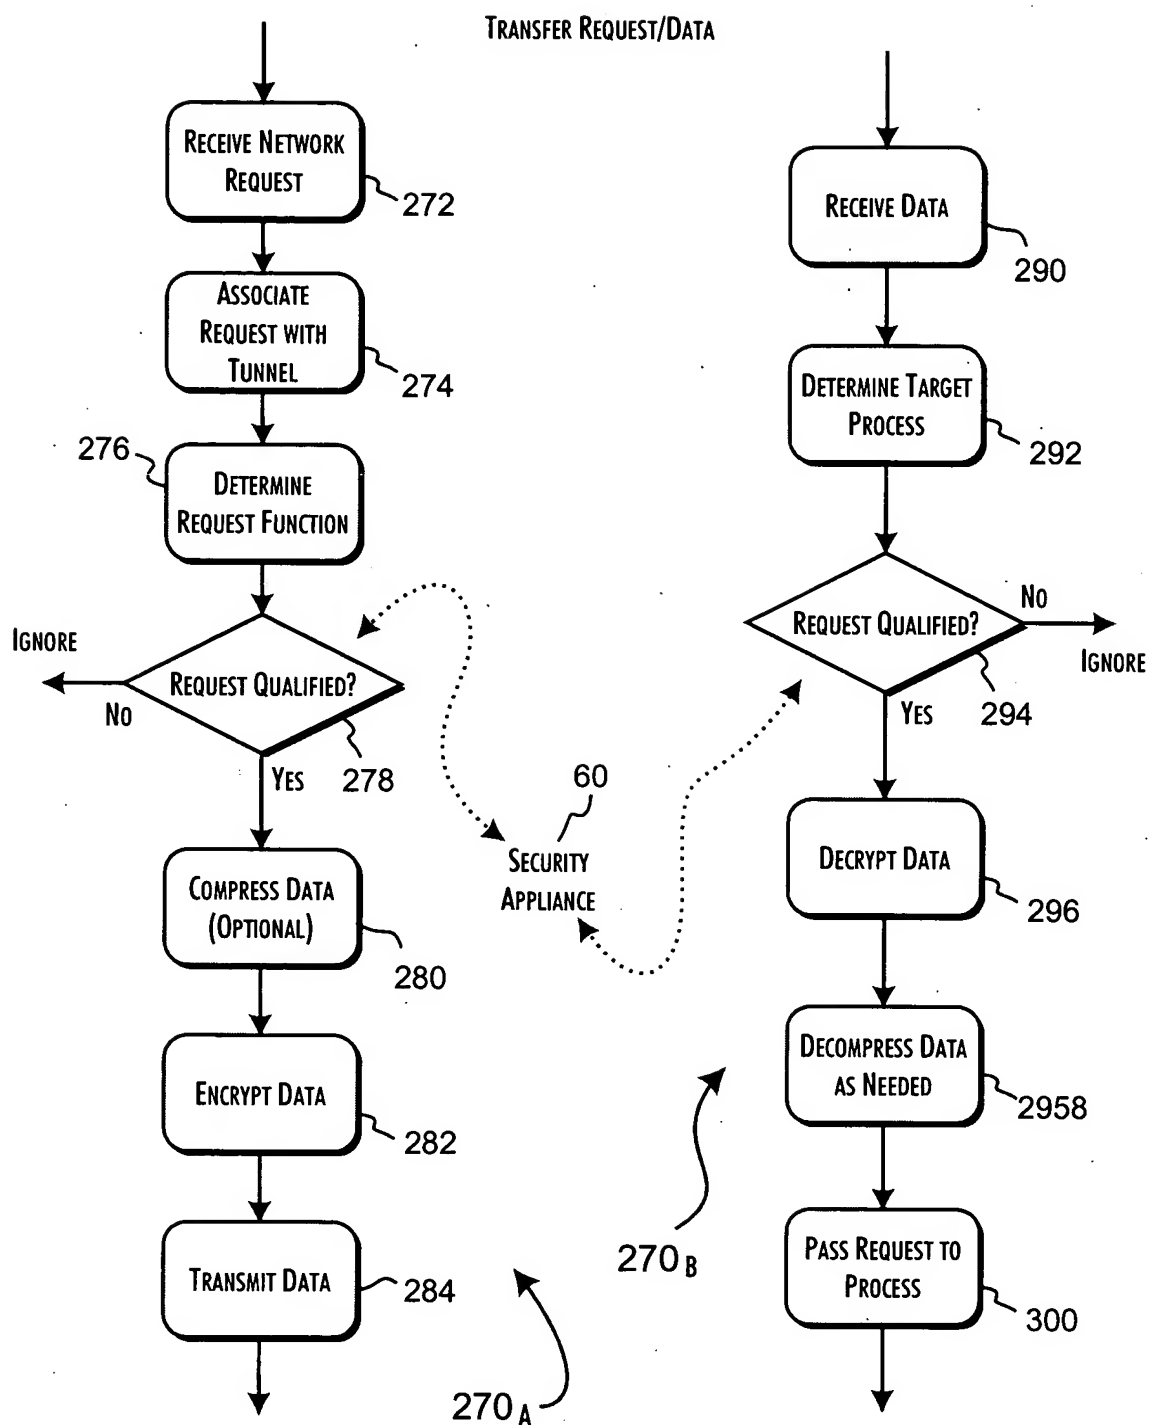 TRANSFER REQUEST/DATA
RECEIVE NETWORK
REQUEST
272
ASSOCIATE
REQUEST WITH
TUNNEL
274
276
DETERMINE
REQUEST FUNCTION
IGNORE
REQUEST QUALIFIED?
NO
YES
278
COMPRESS DATA
(OPTIONAL)
280
ENCRYPT DATA
282
TRANSMIT DATA
284
270A
60
SECURITY
APPLIANCE
RECEIVE DATA
290
DETERMINE TARGET
PROCESS
292
REQUEST QUALIFIED?
NO
IGNORE
YES
294
DECRYPT DATA
296
DECOMPRESS DATA
AS NEEDED
2958
270B
PASS REQUEST TO
PROCESS
300